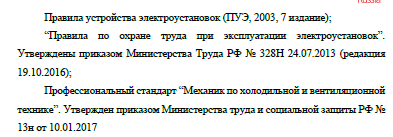 Правила устройства электроустановок (ПУЭ, 2003, 7 издание);
“Правила по охране труда при эксплуатации электроустановок”.
Утверждены приказом Министерства Труда РФ № 328Н 24.07.2013 (редакция
19.10.2016);
Профессиональный стандарт “Механик по холодильной и вентиляционной
технике”. Утвержден приказом Министерства труда и социальной защиты РФ №
13н от 10.01.2017